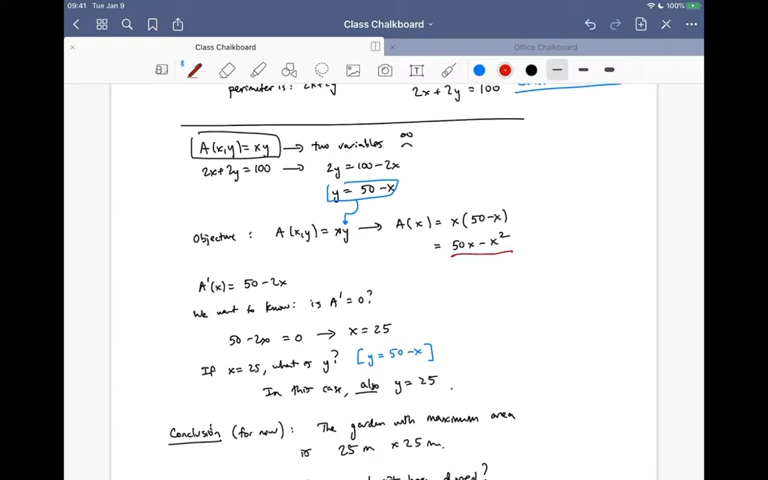 09:41 Tue Jan 9
100%
Class Chalkboard
Class Chalkboard
Office Chalkboard
perimeter is: 2x+2y
2x+2y = 100
A(x,y) = xy → two variables
2x+2y = 100 → 2y = 100-2x
y = 50-x
Objective: A(x,y) = xy → A(x) = x(50-x)
= 50x - x²
A'(x) = 50-2x
We want to know: is A' = 0?
50-2x = 0 → x = 25
If x=25, what is y? [y = 50-x]
In this case, also y = 25.
Conclusion (for now): The garden with maximum area
is 25 m x 25 m.